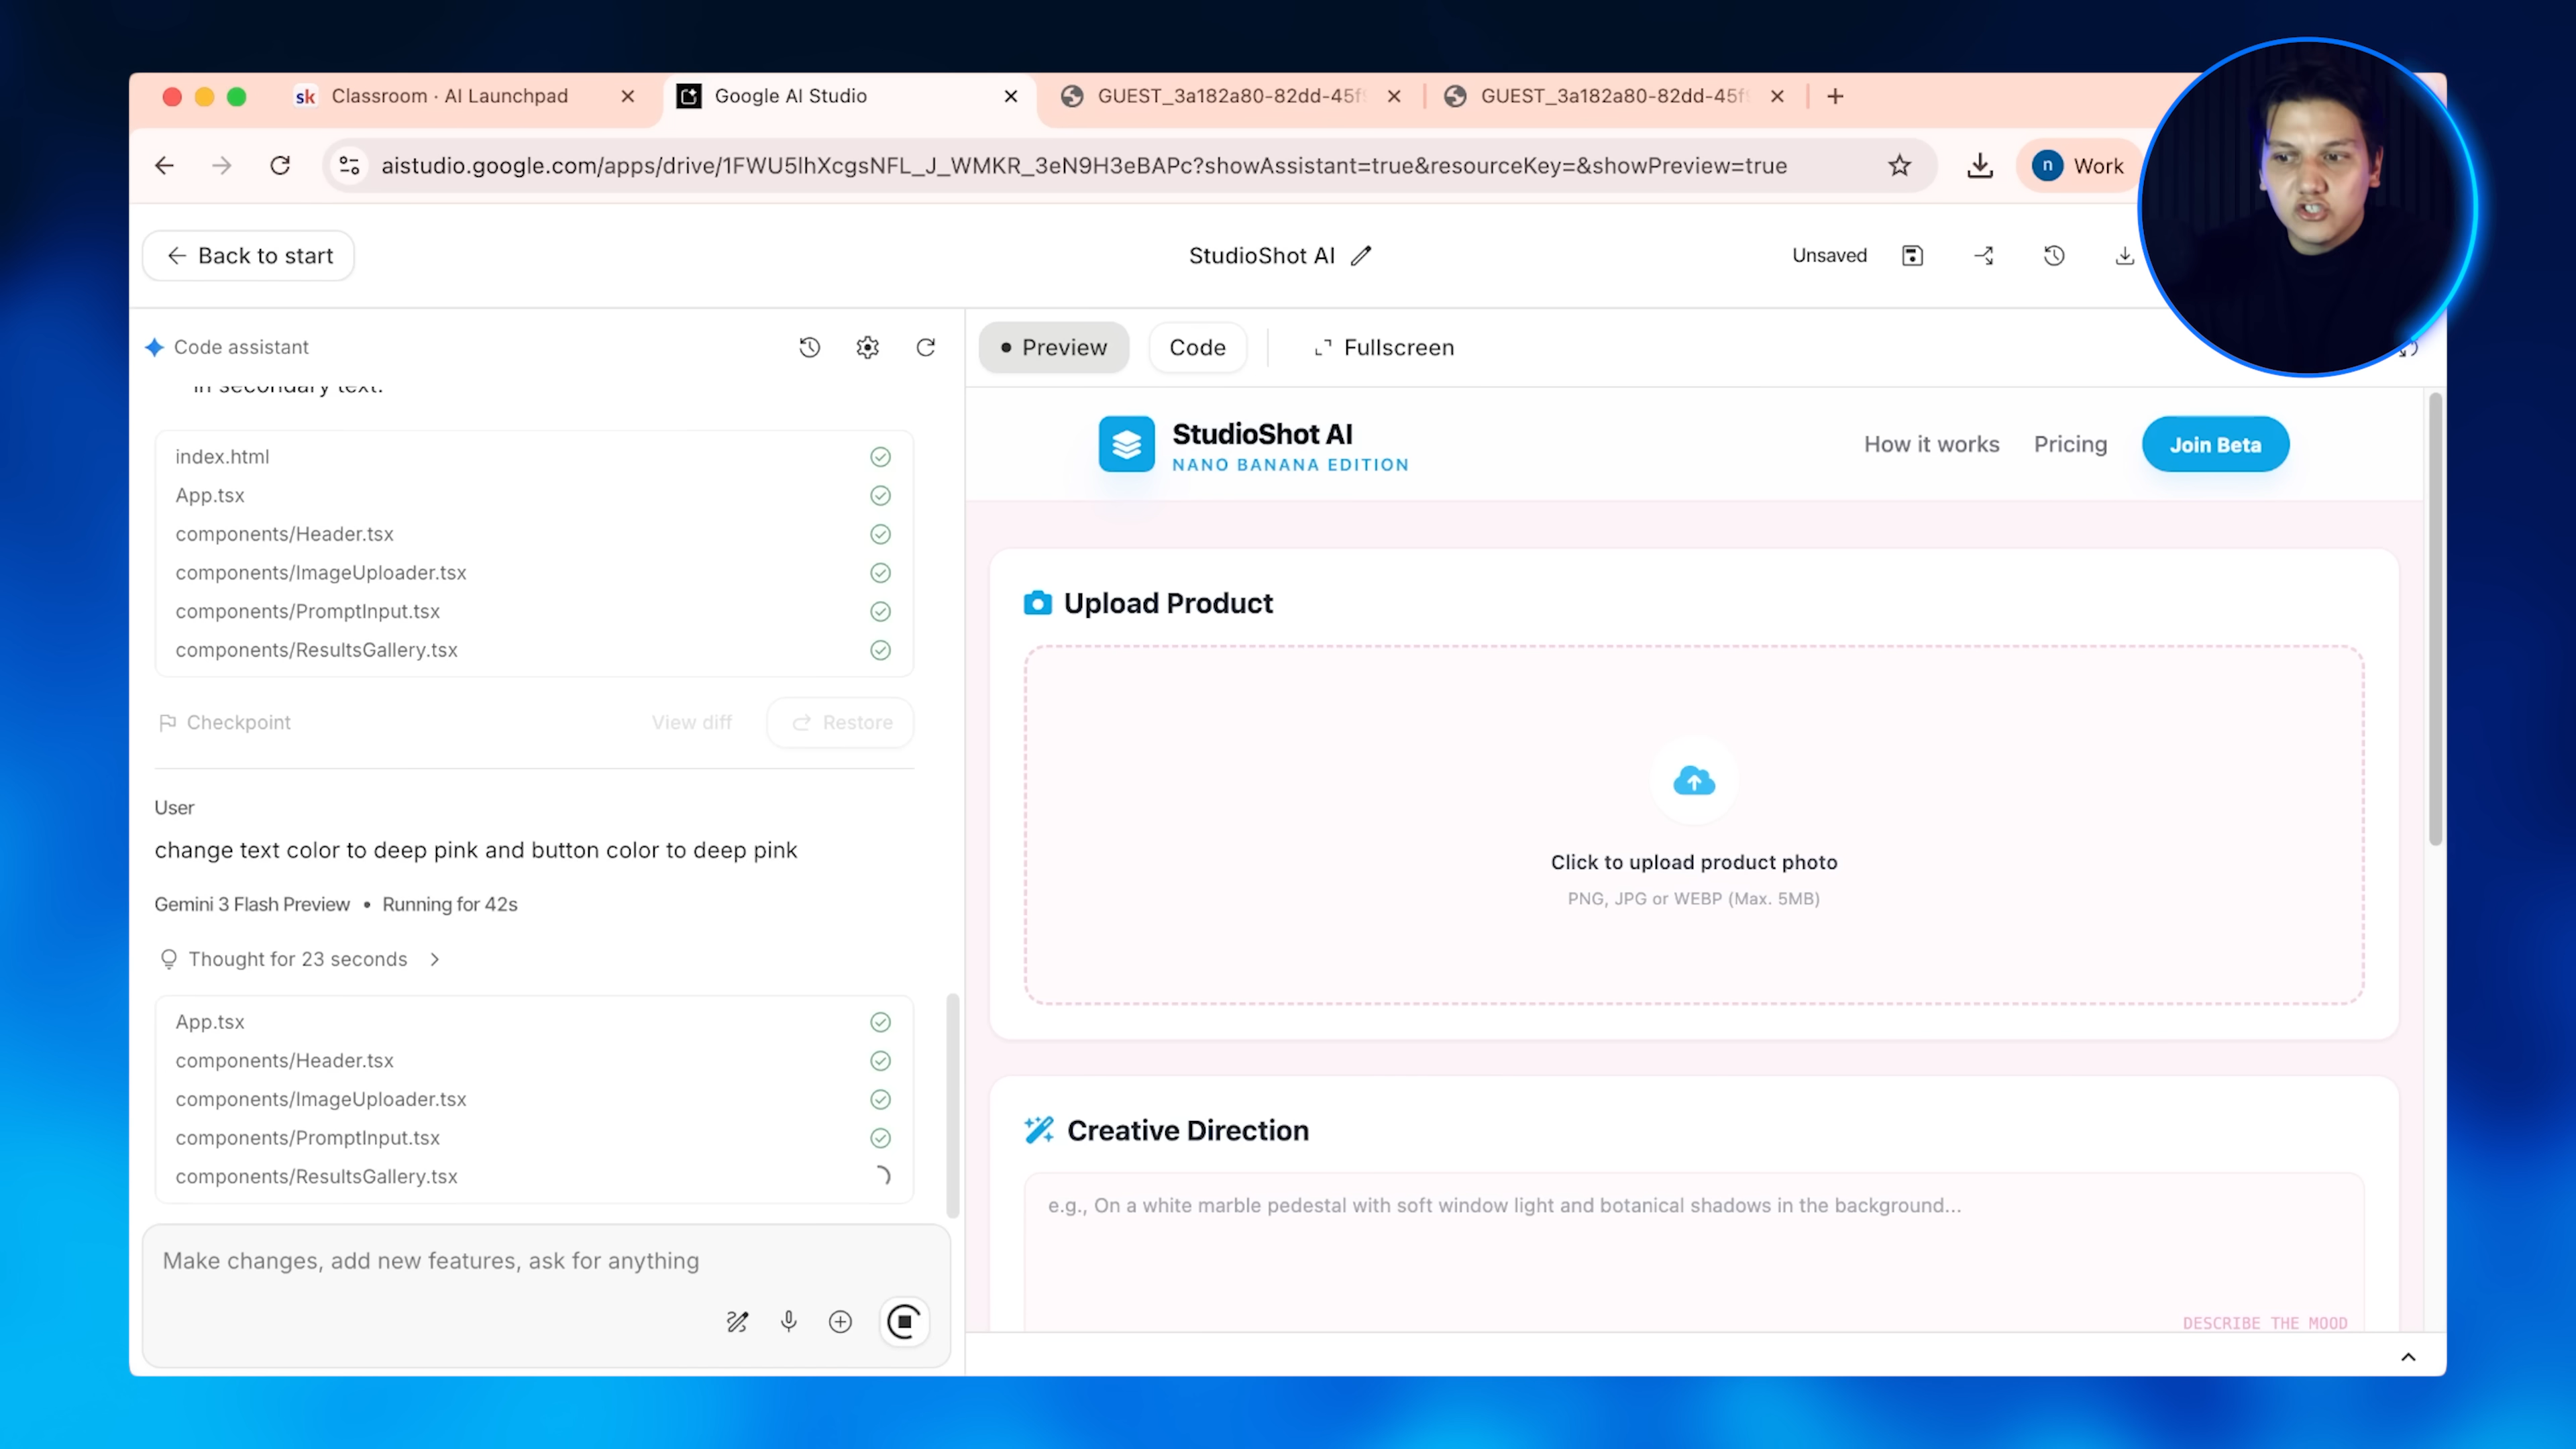 sk Classroom · AI Launchpad
Google AI Studio
GUEST_3a182a80-82dd-45f
GUEST_3a182a80-82dd-45f
aistudio.google.com/apps/drive/1FWU5lhXcgsNFL_J_WMKR_3eN9H3eBAPc?showAssistant=true&resourceKey=&showPreview=true
n Work
Back to start
StudioShot AI
Unsaved
Code assistant
Preview
Code
Fullscreen
in secondary text.
index.html
App.tsx
components/Header.tsx
components/ImageUploader.tsx
components/PromptInput.tsx
components/ResultsGallery.tsx
Checkpoint
View diff
Restore
User
change text color to deep pink and button color to deep pink
Gemini 3 Flash Preview • Running for 42s
Thought for 23 seconds
App.tsx
components/Header.tsx
components/ImageUploader.tsx
components/PromptInput.tsx
components/ResultsGallery.tsx
Make changes, add new features, ask for anything
StudioShot AI
NANO BANANA EDITION
How it works
Pricing
Join Beta
Upload Product
Click to upload product photo
PNG, JPG or WEBP (Max. 5MB)
Creative Direction
e.g., On a white marble pedestal with soft window light and botanical shadows in the background...
DESCRIBE THE MOOD